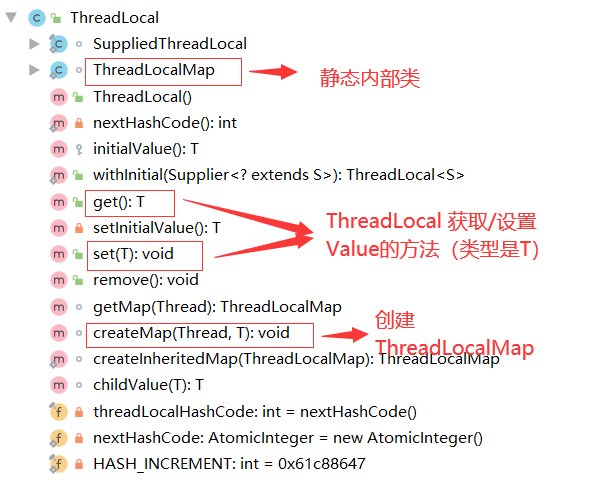 ThreadLocal
SuppliedThreadLocal
ThreadLocalMap
静态内部类
ThreadLocal()
nextHashCode(): int
initialValue(): T
withInitial(Supplier<? extends S>): ThreadLocal<S>
get(): T
setInitialValue(): T
set(T): void
ThreadLocal 获取/设置
Value的方法（类型是T）
remove(): void
getMap(Thread): ThreadLocalMap
createMap(Thread, T): void
创建
ThreadLocalMap
createInheritedMap(ThreadLocalMap): ThreadLocalMap
childValue(T): T
threadLocalHashCode: int = nextHashCode()
nextHashCode: AtomicInteger = new AtomicInteger()
HASH_INCREMENT: int = 0x61c88647